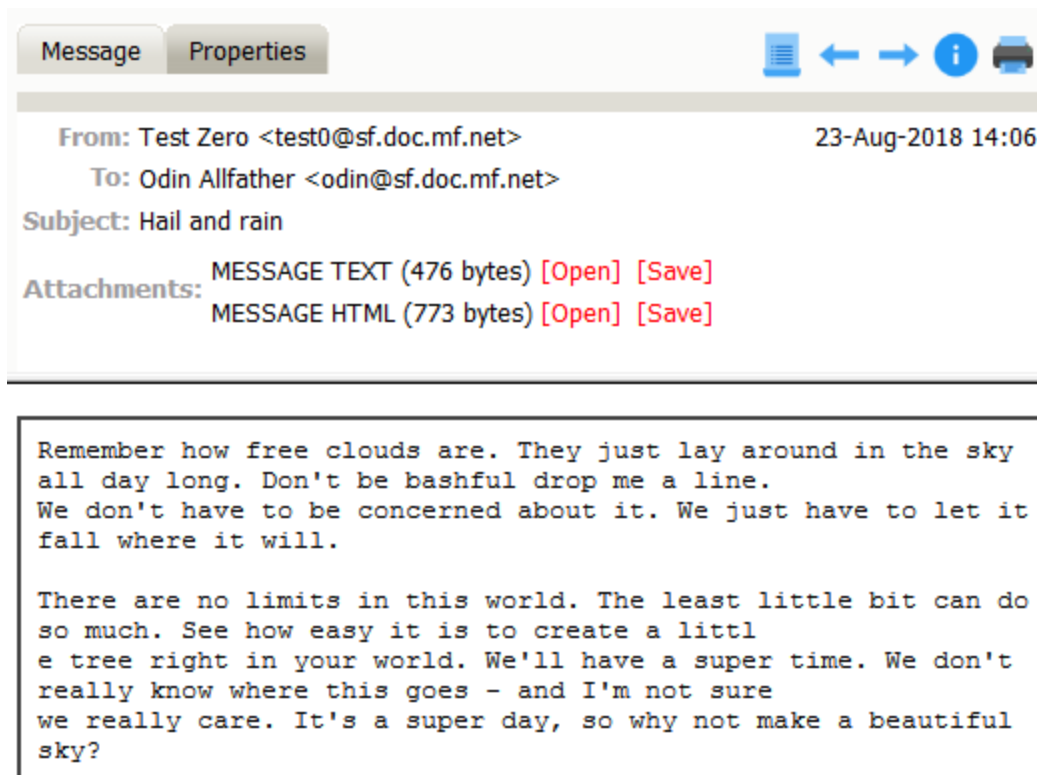 Message Properties
From: Test Zero <test0@sf.doc.mf.net> 23-Aug-2018 14:06
To: Odin Allfather <odin@sf.doc.mf.net>
Subject: Hail and rain
Attachments: MESSAGE TEXT (476 bytes) [Open] [Save]
MESSAGE HTML (773 bytes) [Open] [Save]
Remember how free clouds are. They just lay around in the sky
all day long. Don't be bashful drop me a line.
We don't have to be concerned about it. We just have to let it
fall where it will.
There are no limits in this world. The least little bit can do
so much. See how easy it is to create a littl
e tree right in your world. We'll have a super time. We don't
really know where this goes - and I'm not sure
we really care. It's a super day, so why not make a beautiful
sky?